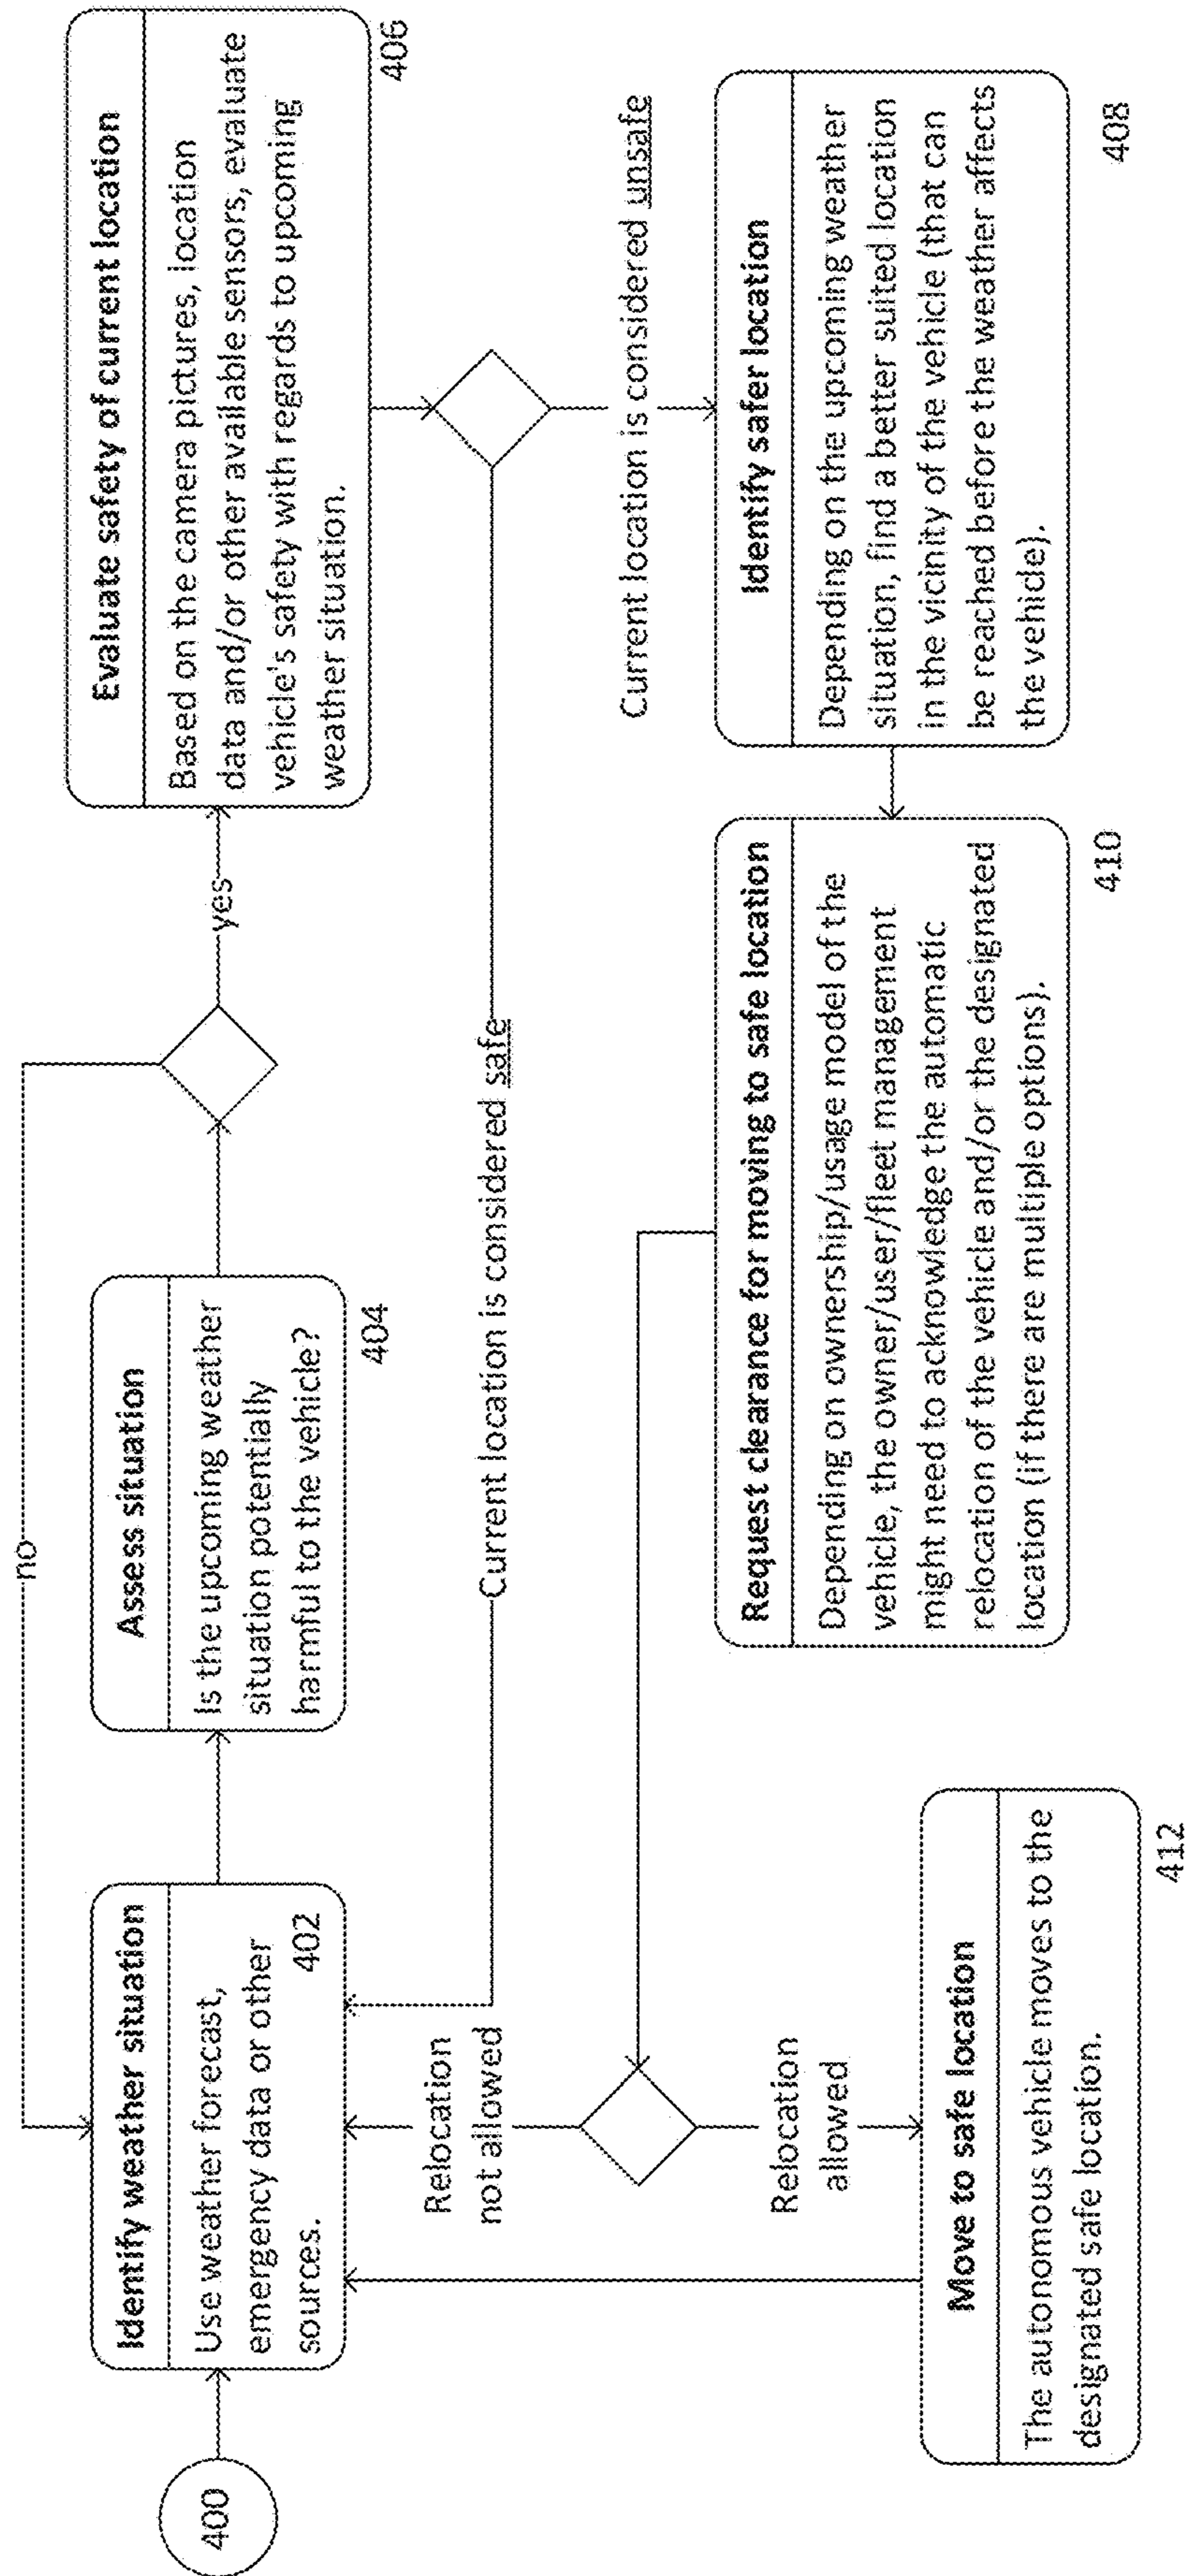 400
Identify weather situation
Use weather forecast,
emergency data or other
sources.
402
no
Assess situation
Is the upcoming weather
situation potentially
harmful to the vehicle?
404
yes
Evaluate safety of current location
Based on the camera pictures, location
data and/or other available sensors, evaluate
vehicle's safety with regards to upcoming
weather situation.
406
Current location is considered safe
Current location is considered unsafe
Identify safer location
Depending on the upcoming weather
situation, find a better suited location
in the vicinity of the vehicle (that can
be reached before the weather affects
the vehicle).
408
Request clearance for moving to safe location
Depending on ownership/usage model of the
vehicle, the owner/user/fleet management
might need to acknowledge the automatic
relocation of the vehicle and/or the designated
location (if there are multiple options).
410
Relocation
not allowed
Relocation
allowed
Move to safe location
The autonomous vehicle moves to the
designated safe location.
412